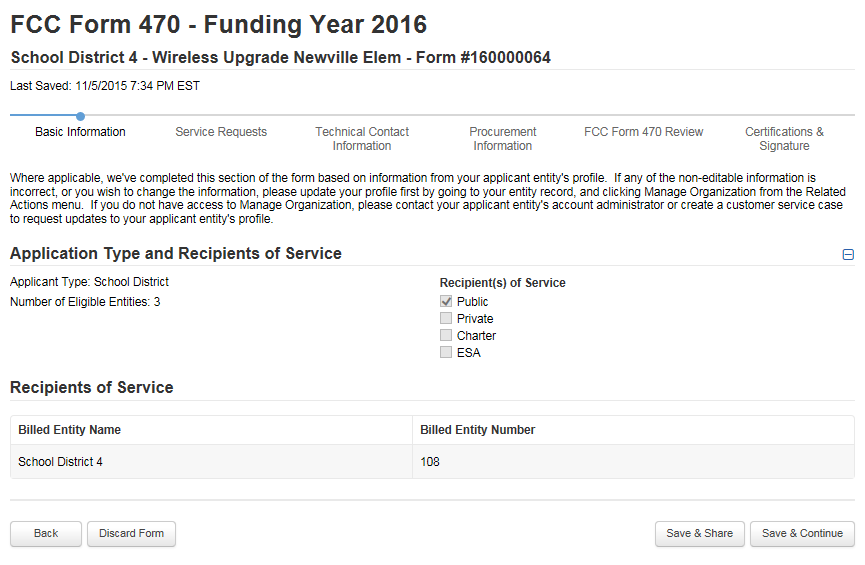 FCC Form 470 - Funding Year 2016
School District 4 - Wireless Upgrade Newville Elem - Form #160000064
Last Saved: 11/5/2015 7:34 PM EST
Basic Information
Service Requests
Technical Contact
Information
Procurement
Information
FCC Form 470 Review
Certifications &
Signature
Where applicable, we've completed this section of the form based on information from your applicant entity's profile. If any of the non-editable information is
incorrect, or you wish to change the information, please update your profile first by going to your entity record, and clicking Manage Organization from the Related
Actions menu. If you do not have access to Manage Organization, please contact your applicant entity's account administrator or create a customer service case
to request updates to your applicant entity's profile.
Application Type and Recipients of Service
Applicant Type: School District
Number of Eligible Entities: 3
Recipient(s) of Service
Public
Private
Charter
ESA
Recipients of Service
Billed Entity Name Billed Entity Number
School District 4 108
Back Discard Form Save & Share Save & Continue